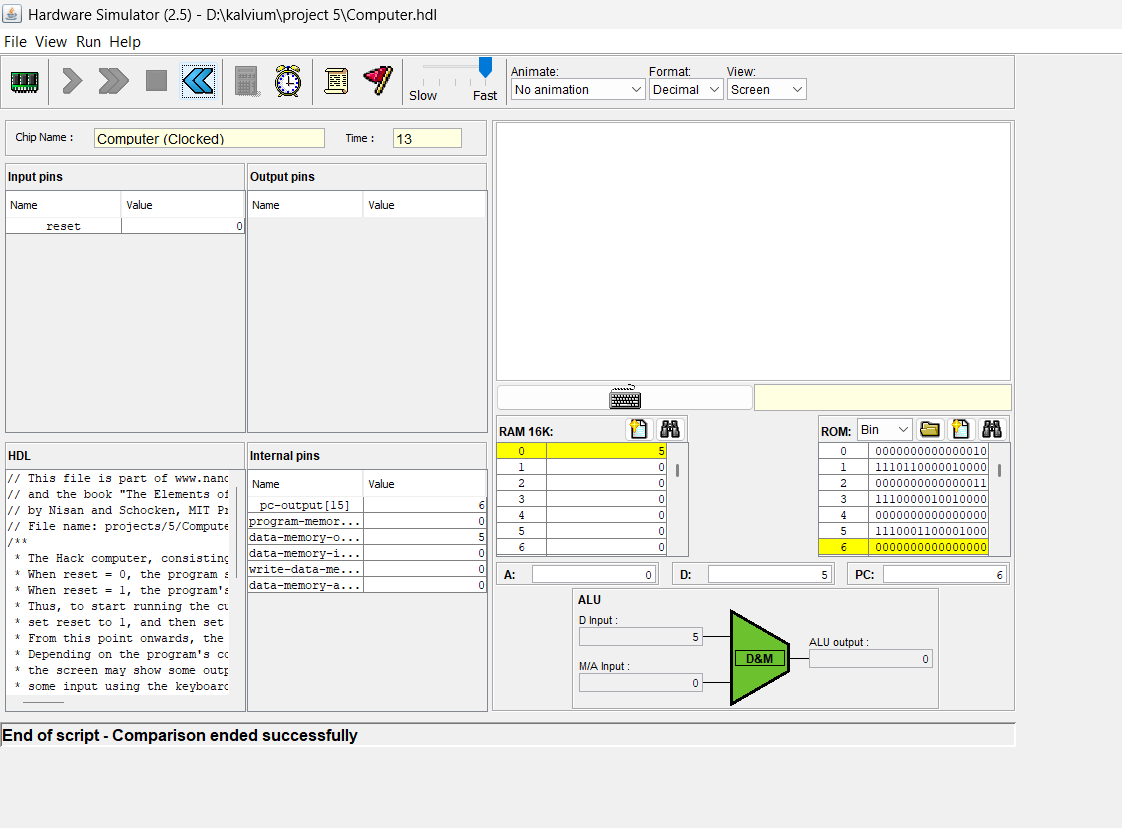 Hardware Simulator (2.5) - D:\kalvium\project 5\Computer.hdl
File View Run Help
Slow Fast
Animate: Format: View:
No animation Decimal Screen
Chip Name : Computer (Clocked) Time : 13
Input pins
Name Value
reset 0
Output pins
Name Value
HDL
// This file is part of www.nand
// and the book "The Elements of
// by Nisan and Schocken, MIT Pr
// File name: projects/5/Compute
/**
* The Hack computer, consisting
* When reset = 0, the program s
* When reset = 1, the program's
* Thus, to start running the cu
* set reset to 1, and then set
* From this point onwards, the
* Depending on the program's co
* the screen may show some outp
* some input using the keyboard
Internal pins
Name Value
pc-output[15] 6
program-memor... 0
data-memory-o... 5
data-memory-i... 0
write-data-me... 0
data-memory-a... 0
RAM 16K:
0 5
1 0
2 0
3 0
4 0
5 0
6 0
ROM: Bin
0 0000000000000010
1 1110110000010000
2 0000000000000011
3 1110000010010000
4 0000000000000000
5 1110001100001000
6 0000000000000000
A: 0 D: 5 PC: 6
ALU
D Input :
5
M/A Input :
0
D&M
ALU output :
0
End of script - Comparison ended successfully